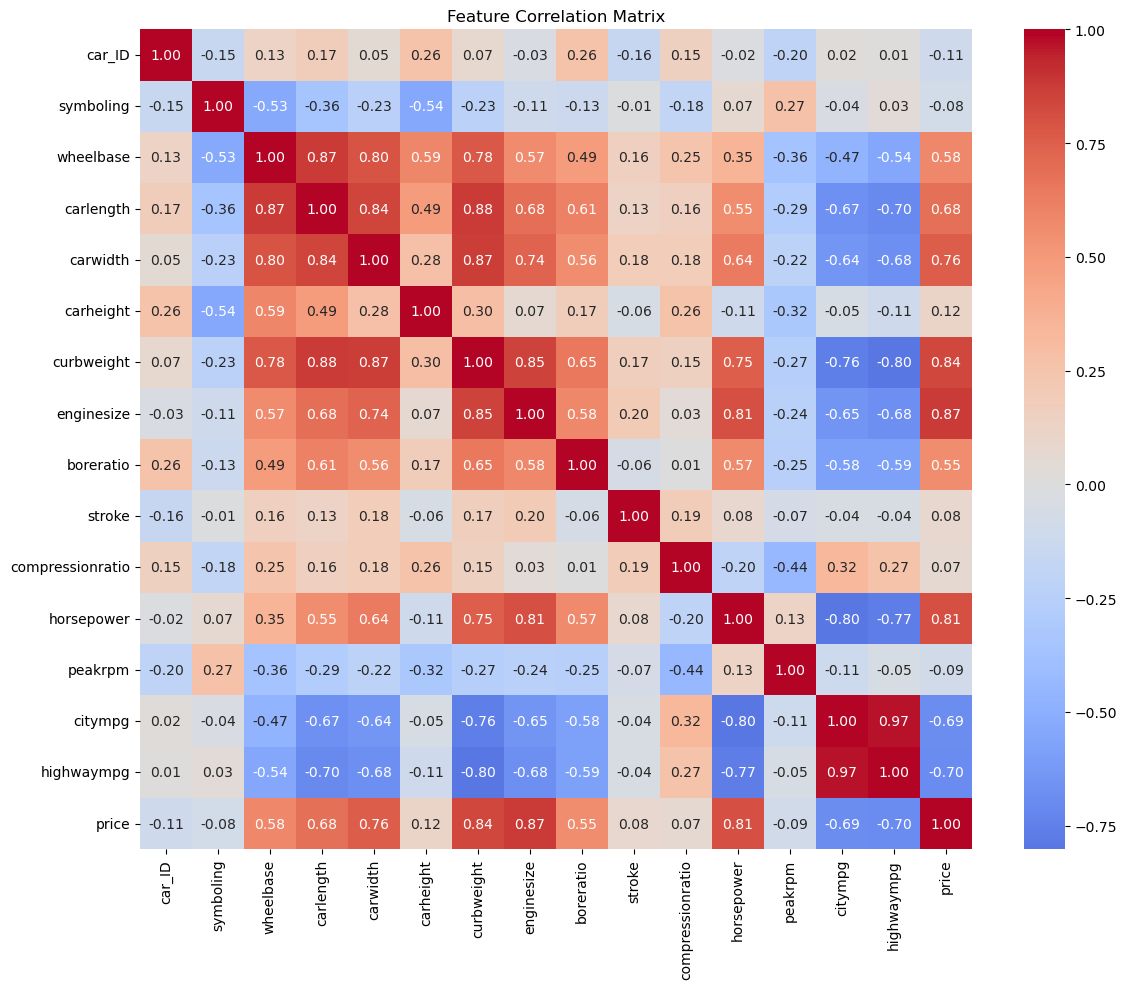 Feature Correlation Matrix
car_ID 1.00 -0.15 0.13 0.17 0.05 0.26 0.07 -0.03 0.26 -0.16 0.15 -0.02 -0.20 0.02 0.01 -0.11
symboling -0.15 1.00 -0.53 -0.36 -0.23 -0.54 -0.23 -0.11 -0.13 -0.01 -0.18 0.07 0.27 -0.04 0.03 -0.08
wheelbase 0.13 -0.53 1.00 0.87 0.80 0.59 0.78 0.57 0.49 0.16 0.25 0.35 -0.36 -0.47 -0.54 0.58
carlength 0.17 -0.36 0.87 1.00 0.84 0.49 0.88 0.68 0.61 0.13 0.16 0.55 -0.29 -0.67 -0.70 0.68
carwidth 0.05 -0.23 0.80 0.84 1.00 0.28 0.87 0.74 0.56 0.18 0.18 0.64 -0.22 -0.64 -0.68 0.76
carheight 0.26 -0.54 0.59 0.49 0.28 1.00 0.30 0.07 0.17 -0.06 0.26 -0.11 -0.32 -0.05 -0.11 0.12
curbweight 0.07 -0.23 0.78 0.88 0.87 0.30 1.00 0.85 0.65 0.17 0.15 0.75 -0.27 -0.76 -0.80 0.84
enginesize -0.03 -0.11 0.57 0.68 0.74 0.07 0.85 1.00 0.58 0.20 0.03 0.81 -0.24 -0.65 -0.68 0.87
boreratio 0.26 -0.13 0.49 0.61 0.56 0.17 0.65 0.58 1.00 -0.06 0.01 0.57 -0.25 -0.58 -0.59 0.55
stroke -0.16 -0.01 0.16 0.13 0.18 -0.06 0.17 0.20 -0.06 1.00 0.19 0.08 -0.07 -0.04 -0.04 0.08
compressionratio 0.15 -0.18 0.25 0.16 0.18 0.26 0.15 0.03 0.01 0.19 1.00 -0.20 -0.44 0.32 0.27 0.07
horsepower -0.02 0.07 0.35 0.55 0.64 -0.11 0.75 0.81 0.57 0.08 -0.20 1.00 0.13 -0.80 -0.77 0.81
peakrpm -0.20 0.27 -0.36 -0.29 -0.22 -0.32 -0.27 -0.24 -0.25 -0.07 -0.44 0.13 1.00 -0.11 -0.05 -0.09
citympg 0.02 -0.04 -0.47 -0.67 -0.64 -0.05 -0.76 -0.65 -0.58 -0.04 0.32 -0.80 -0.11 1.00 0.97 -0.69
highwaympg 0.01 0.03 -0.54 -0.70 -0.68 -0.11 -0.80 -0.68 -0.59 -0.04 0.27 -0.77 -0.05 0.97 1.00 -0.70
price -0.11 -0.08 0.58 0.68 0.76 0.12 0.84 0.87 0.55 0.08 0.07 0.81 -0.09 -0.69 -0.70 1.00
car_ID symboling wheelbase carlength carwidth carheight curbweight enginesize boreratio stroke compressionratio horsepower peakrpm citympg highwaympg price
1.00
0.75
0.50
0.25
0.00
−0.25
−0.50
−0.75